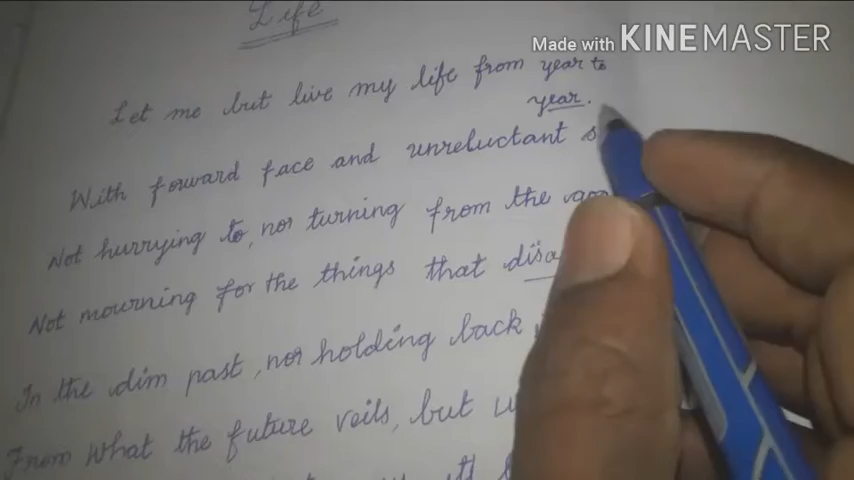 Made with KINEMASTER
Life
Let me but live my life from year to
year.
With forward face and unreluctant s
Not hurrying to, nor turning from the goa
Not mourning for the things that disa
In the dim past, nor holding back
From what the future veils, but w